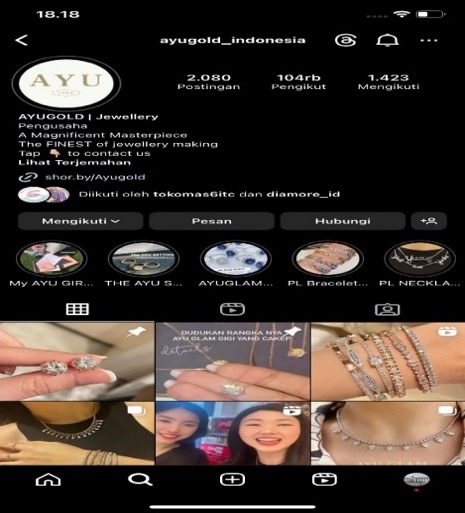 18.18
ayugold_indonesia
AYU
2.080 104rb 1.423
Postingan Pengikut Mengikuti
AYUGOLD | Jewellery
Pengusaha
A Magnificent Masterpiece
The FINEST of jewellery making
Tap 👇🏼 to contact us
Lihat Terjemahan
shor.by/Ayugold
Diikuti oleh tokomas6itc dan diamore_id
Mengikuti Pesan Hubungi
My AYU GIR... THE AYU S... AYUGLAM... PL Bracelet... PL NECKLA...
DUDUKAN RANGKA NYA
AYU GLAM GIGI YANG CAKEP
details